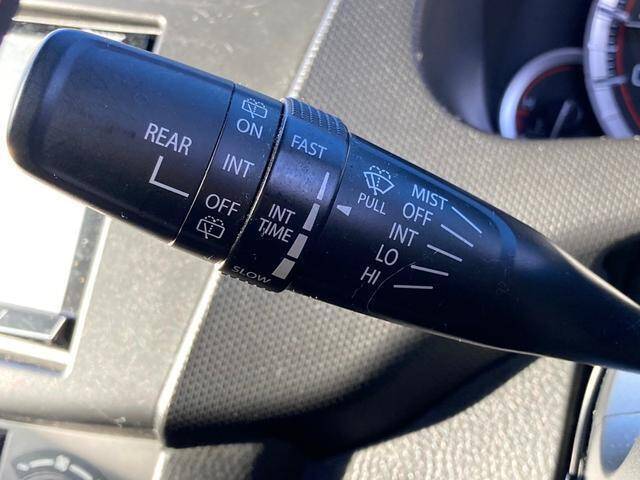 REAR
ON
INT
OFF
FAST
INT
TIME
SLOW
PULL
MIST
OFF
INT
LO
HI